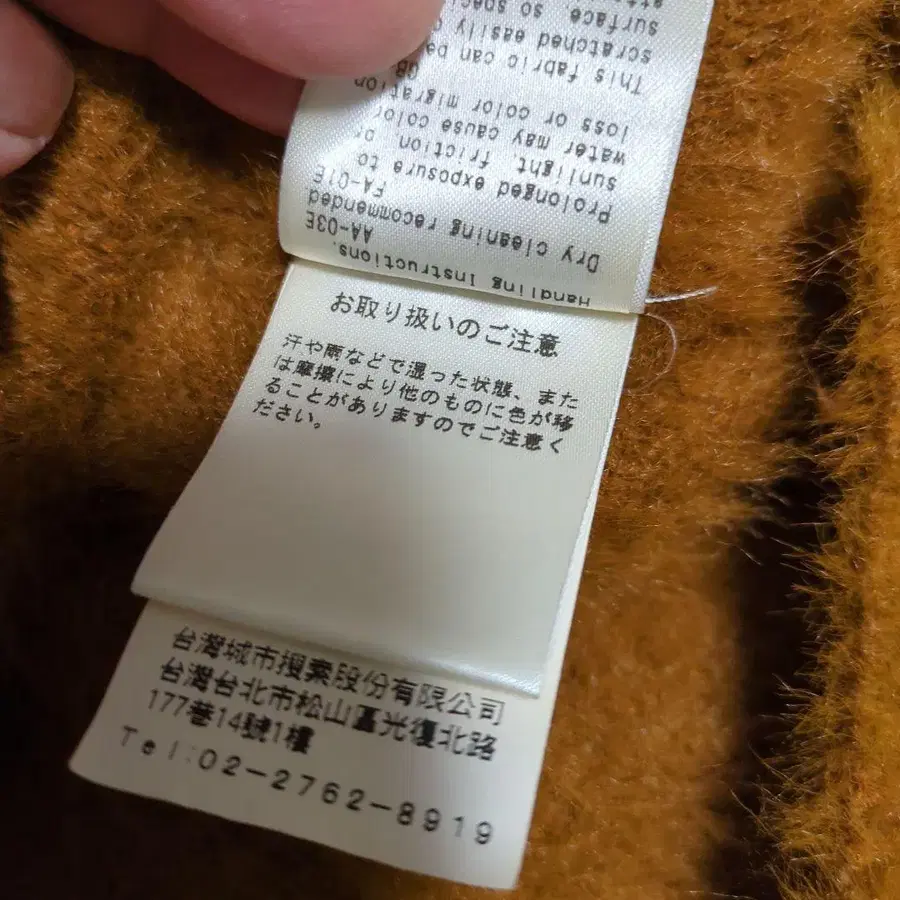 Handling Instructions.
AA-03E
Dry cleaning recommended
FA-01E
Prolonged exposure to
sunlight, friction, or
water may cause color
loss or color migration
This fabric can be
scratched easily
surface, so
お取り扱いのご注意
汗や雨などで湿った状態、また
は摩擦により他のものに色が移
ることがありますのでご注意く
ださい。
台灣城市股份有限公司
台灣台北市松山區光復北路
177巷14號1樓
Tel:02-2762-8919